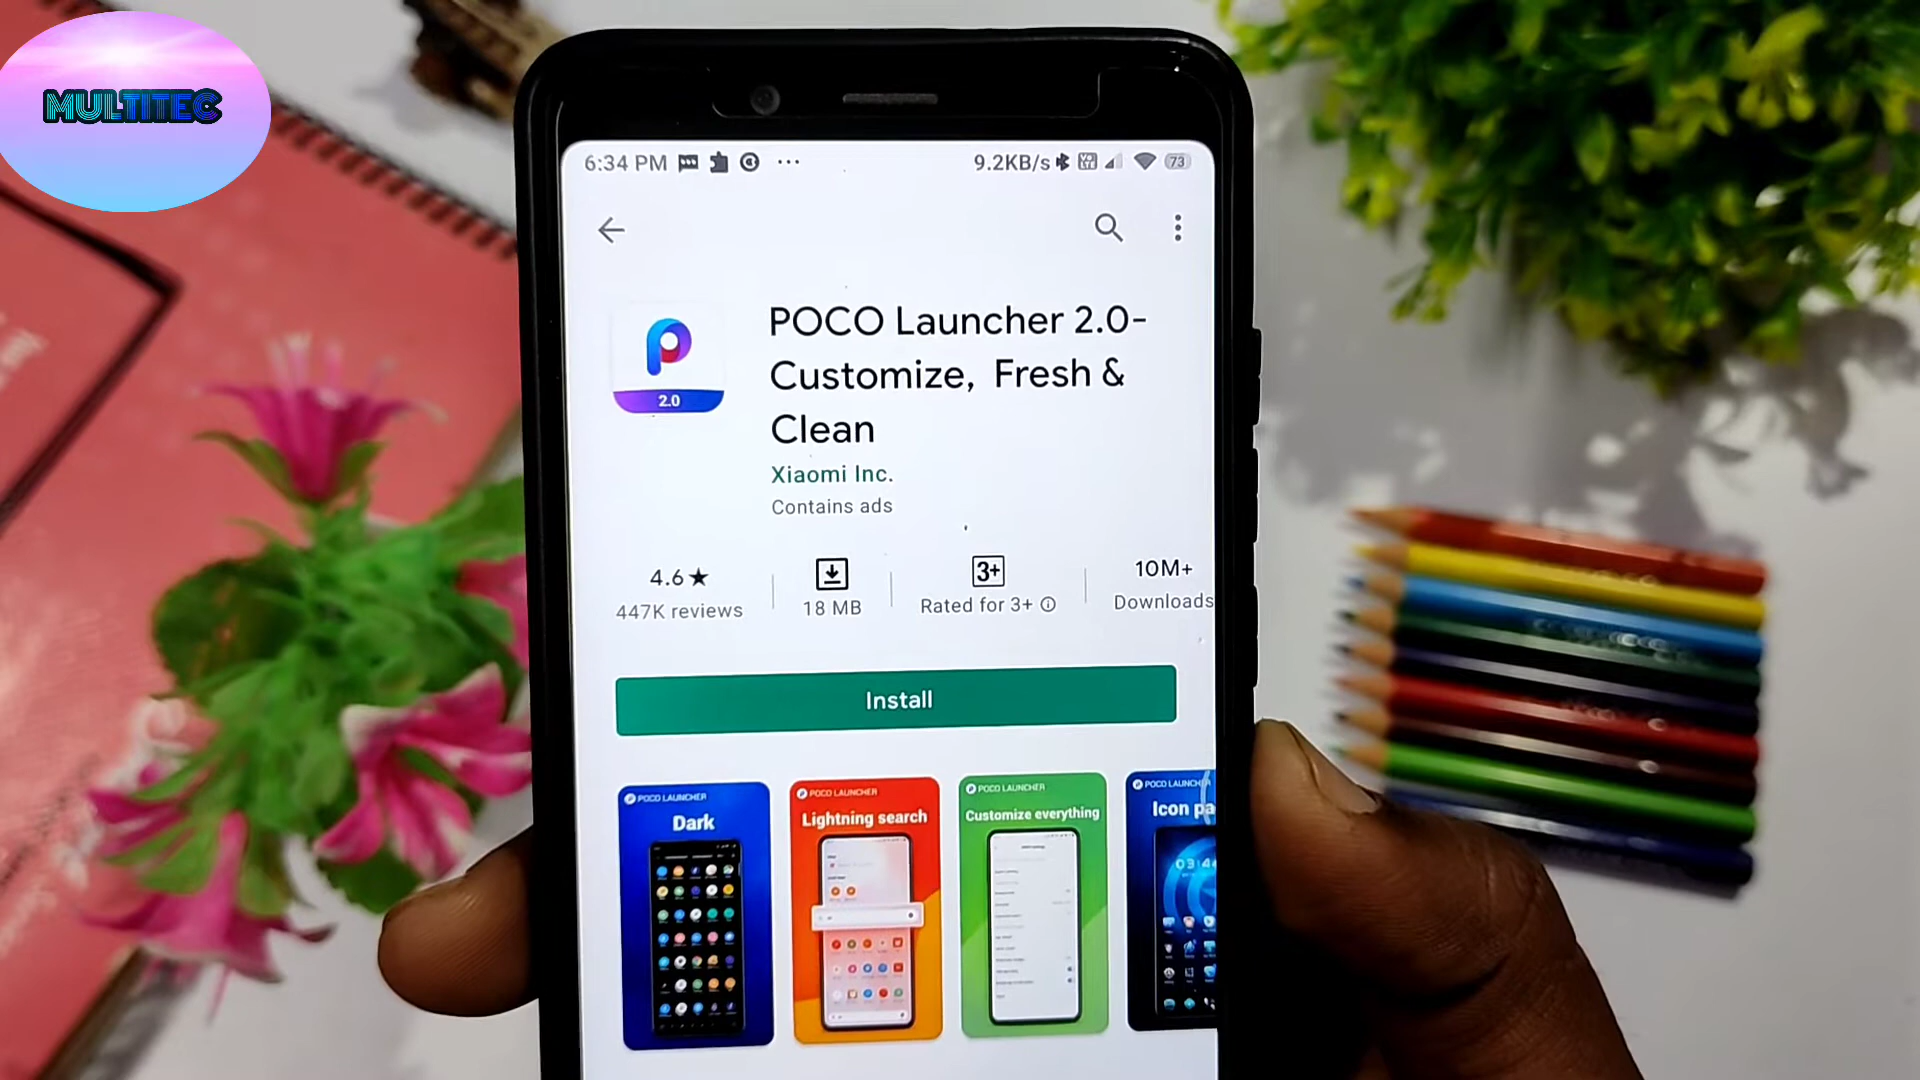 MULTITEC
6:34 PM
9.2KB/s
73
POCO Launcher 2.0-
Customize, Fresh &
Clean
2.0
Xiaomi Inc.
Contains ads
4.6★
447K reviews
18 MB
3+
Rated for 3+
10M+
Downloads
Install
POCO LAUNCHER
Dark
POCO LAUNCHER
Lightning search
POCO LAUNCHER
Customize everything
POCO LAUNCHER
Icon pa